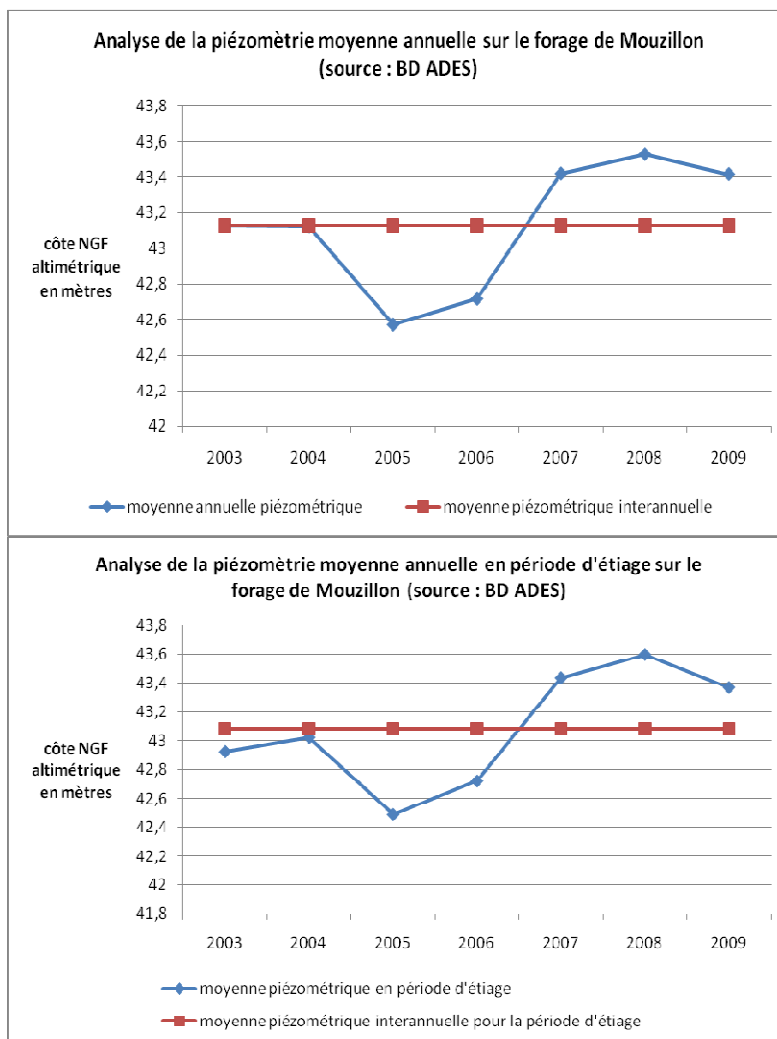 Analyse de la piézomètrie moyenne annuelle sur le forage de Mouzillon
(source : BD ADES)
43,8
43,6
43,4
43,2
43
42,8
42,6
42,4
42,2
42
côte NGF
altimétrique
en mètres
2003 2004 2005 2006 2007 2008 2009
moyenne annuelle piézométrique moyenne piézométrique interannuelle
Analyse de la piézomètrie moyenne annuelle en période d'étiage sur le
forage de Mouzillon (source : BD ADES)
43,8
43,6
43,4
43,2
43
42,8
42,6
42,4
42,2
42
41,8
côte NGF
altimétrique
en mètres
2003 2004 2005 2006 2007 2008 2009
moyenne piézométrique en période d'étiage
moyenne piézométrique interannuelle pour la période d'étiage